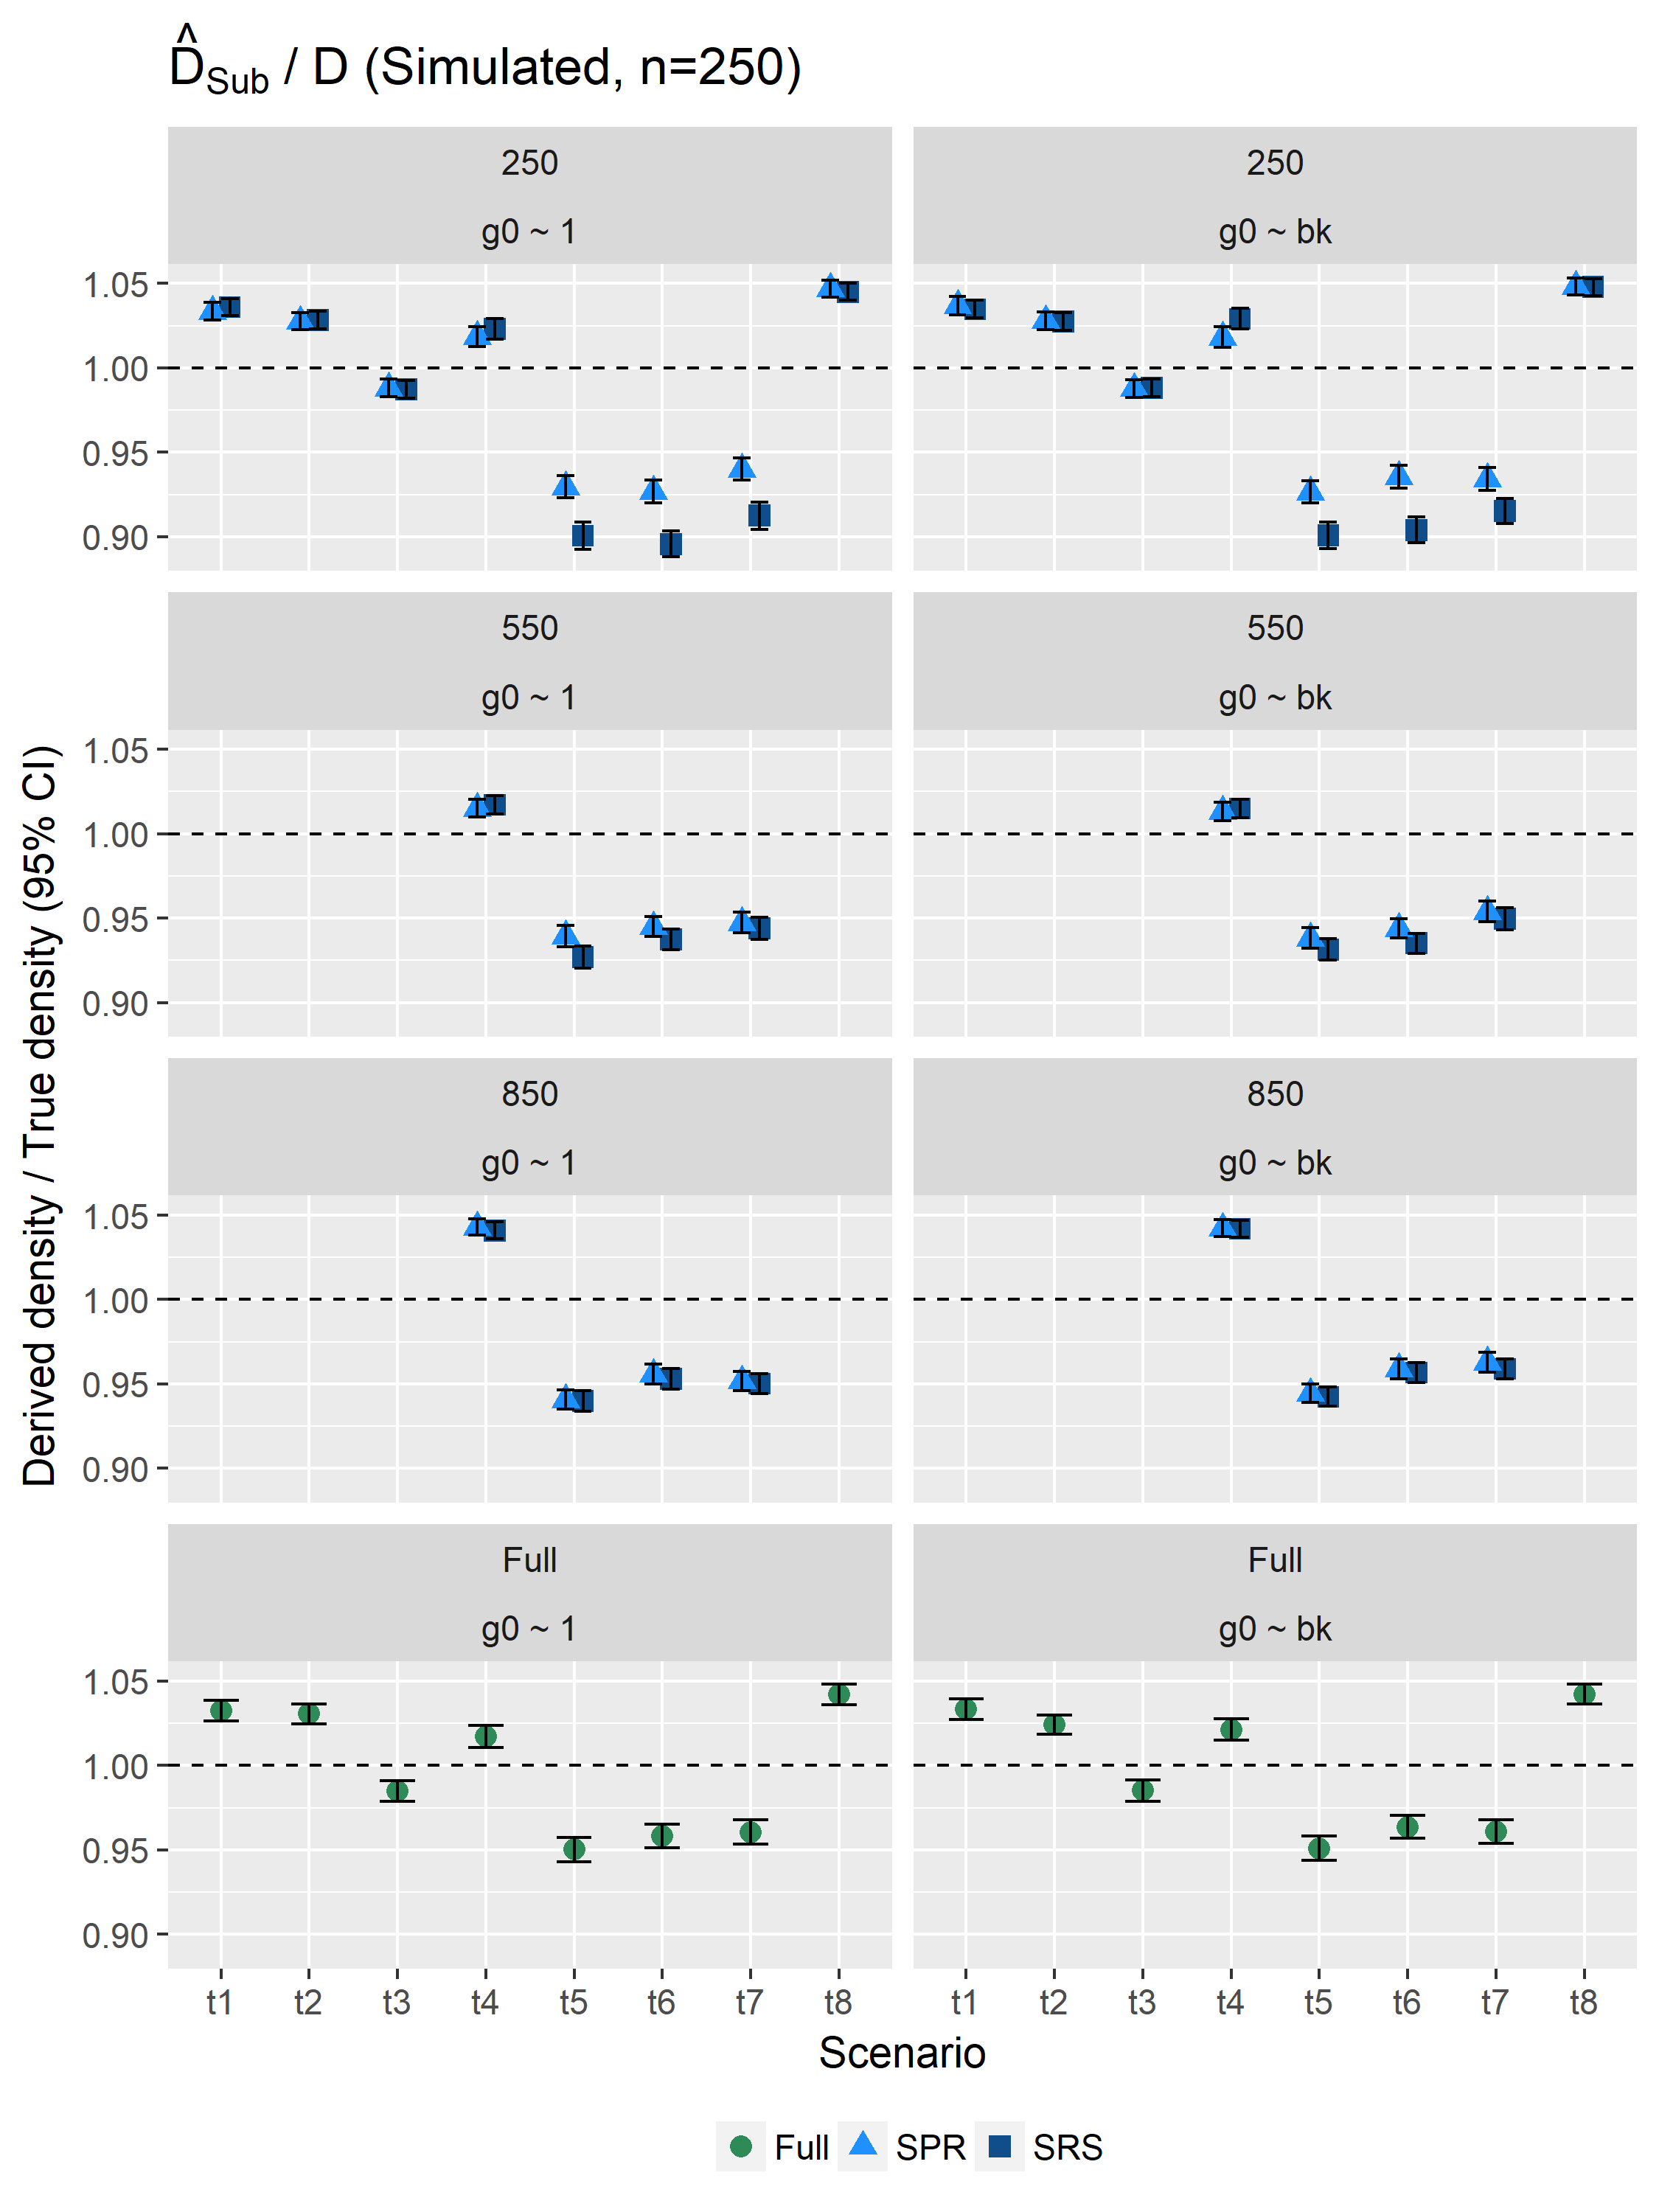 D̂Sub / D (Simulated, n=250)
250
g0 ~ 1
250
g0 ~ bk
1.05
1.00
0.95
0.90
550
g0 ~ 1
550
g0 ~ bk
1.05
1.00
0.95
0.90
850
g0 ~ 1
850
g0 ~ bk
1.05
1.00
0.95
0.90
Full
g0 ~ 1
Full
g0 ~ bk
1.05
1.00
0.95
0.90
t1 t2 t3 t4 t5 t6 t7 t8
t1 t2 t3 t4 t5 t6 t7 t8
Scenario
Derived density / True density (95% CI)
Full SPR SRS